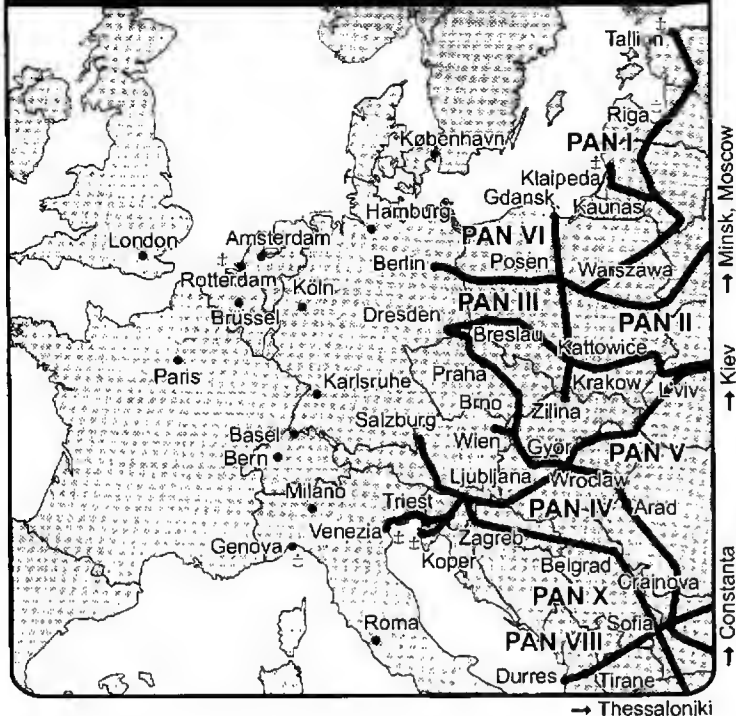 Tallin
Riga
PAN I
København
Klaipeda
Gdansk
Kaunas
Hamburg
London
Amsterdam
PAN VI
Berlin
Posen
Warszawa
Rotterdam
Köln
PAN III
Brüssel
Dresden
PAN II
Breslau
Kattowice
Paris
Praha
Krakow
Lviv
Karlsruhe
Brno
Zilina
Salzburg
Basel
Wien
Györ
PAN V
Bern
Ljubljana
Wroclaw
Milano
Triest
PAN IV
Arad
Venezia
Zagreb
Genova
Koper
Belgrad
Crainova
PAN X
Roma
Sofia
PAN VIII
Durres
Tirane
→ Minsk, Moscow
→ Kiev
→ Constanta
→ Thessaloniki